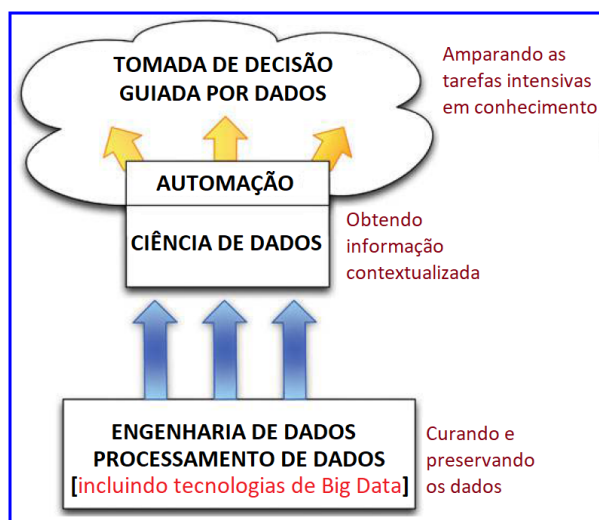 TOMADA DE DECISÃO
GUIADA POR DADOS
Amparando as
tarefas intensivas
em conhecimento
AUTOMAÇÃO
CIÊNCIA DE DADOS
Obtendo
informação
contextualizada
ENGENHARIA DE DADOS
PROCESSAMENTO DE DADOS
[incluindo tecnologias de Big Data]
Curando e
preservando
os dados